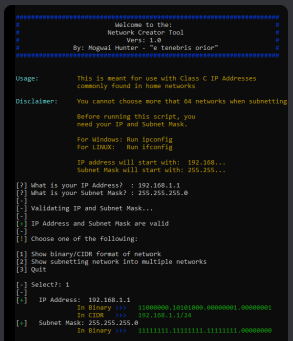 ################################################################
# Welcome to the: #
# Network Creator Tool #
# Vers: 1.0 #
# By: Mogwai Hunter - "e tenebris orior" #
################################################################
Usage: This is meant for use with Class C IP Addresses
commonly found in home networks
Disclaimer: You cannot choose more that 64 networks when subnetting
Before running this script, you
need your IP and Subnet Mask.
For Windows: Run ipconfig
For LINUX: Run ifconfig
IP address will start with: 192.168...
Subnet Mask will start with: 255.255...
[?] What is your IP Address? : 192.168.1.1
[?] What is your Subnet Mask? : 255.255.255.0
[-]
[-] Validating IP and Subnet Mask...
[-]
[+] IP Address and Subnet Mask are valid
[-]
[!] Choose one of the following:
[1] Show binary/CIDR format of network
[2] Show subnetting network into multiple networks
[3] Quit
[-] Select?: 1
[-]
[+] IP Address: 192.168.1.1
In Binary >>> 11000000.10101000.00000001.00000001
In CIDR >>> 192.168.1.1/24
[+] Subnet Mask: 255.255.255.0
In Binary >>> 11111111.11111111.11111111.00000000